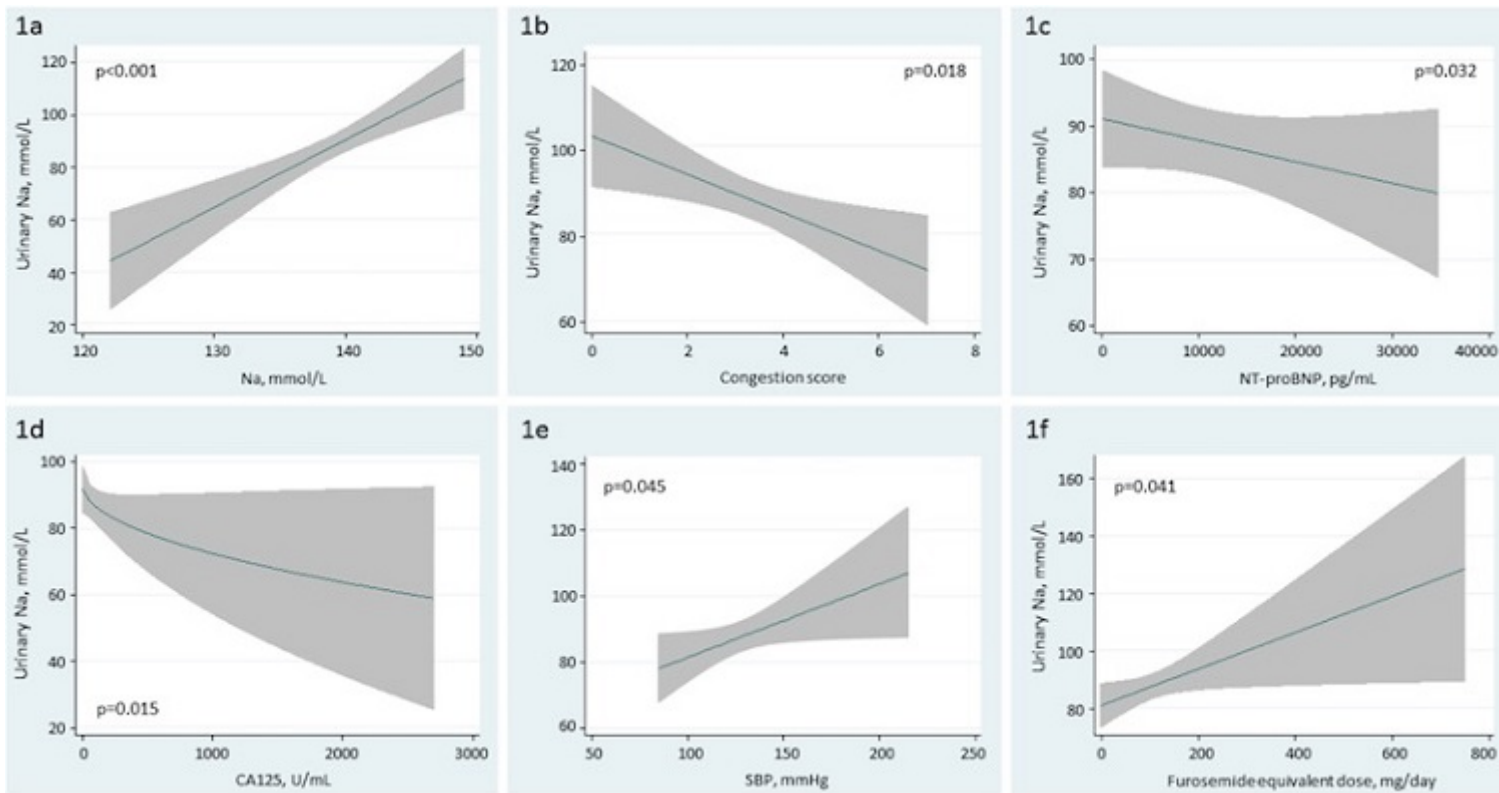 1a
p<0.001
Urinary Na, mmol/L
120
100
80
60
40
20
120 130 140 150
Na, mmol/L
1b
p=0.018
Urinary Na, mmol/L
120
100
80
60
0 2 4 6 8
Congestion score
1c
p=0.032
Urinary Na, mmol/L
100
90
80
70
60
0 10000 20000 30000 40000
NT-proBNP, pg/mL
1d
p=0.015
Urinary Na, mmol/L
100
80
60
40
20
0 1000 2000 3000
CA125, U/mL
1e
p=0.045
Urinary Na, mmol/L
140
120
100
80
60
50 100 150 200 250
SBP, mmHg
1f
p=0.041
Urinary Na, mmol/L
160
140
120
100
80
0 200 400 600 800
Furosemide equivalent dose, mg/day